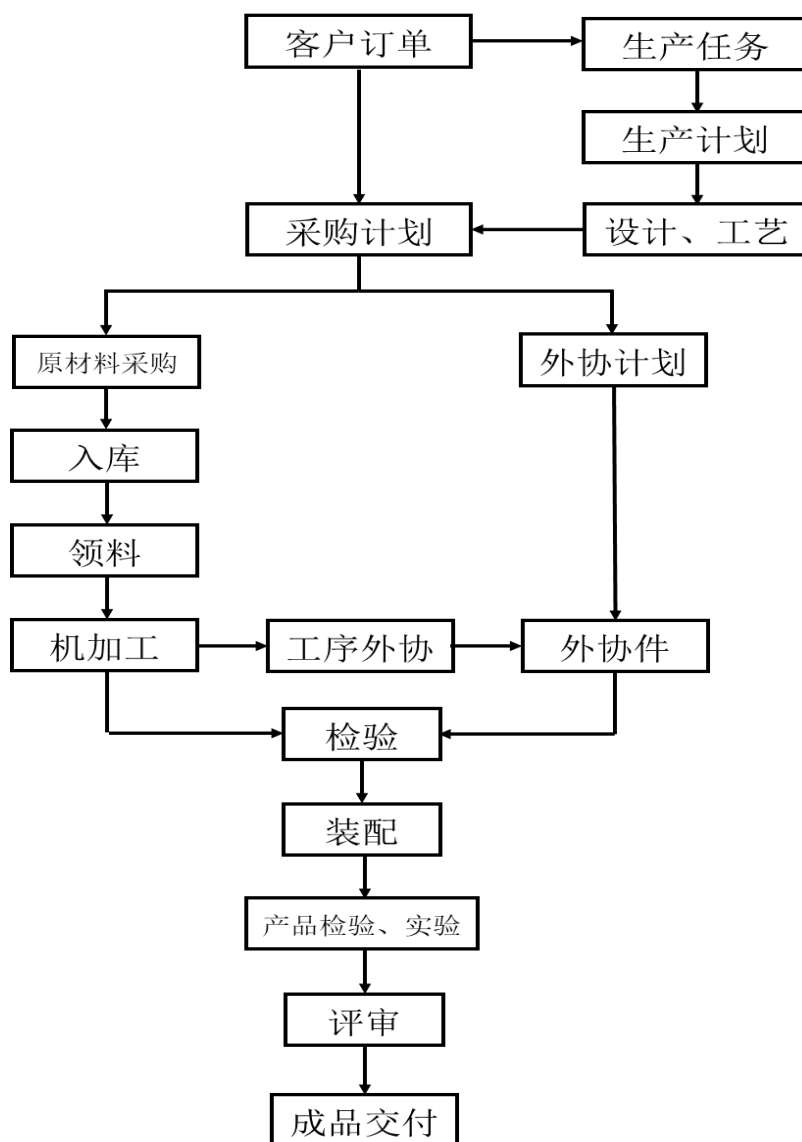 客户订单
生产任务
生产计划
采购计划
设计、工艺
原材料采购
外协计划
入库
领料
机加工
工序外协
外协件
检验
装配
产品检验、实验
评审
成品交付